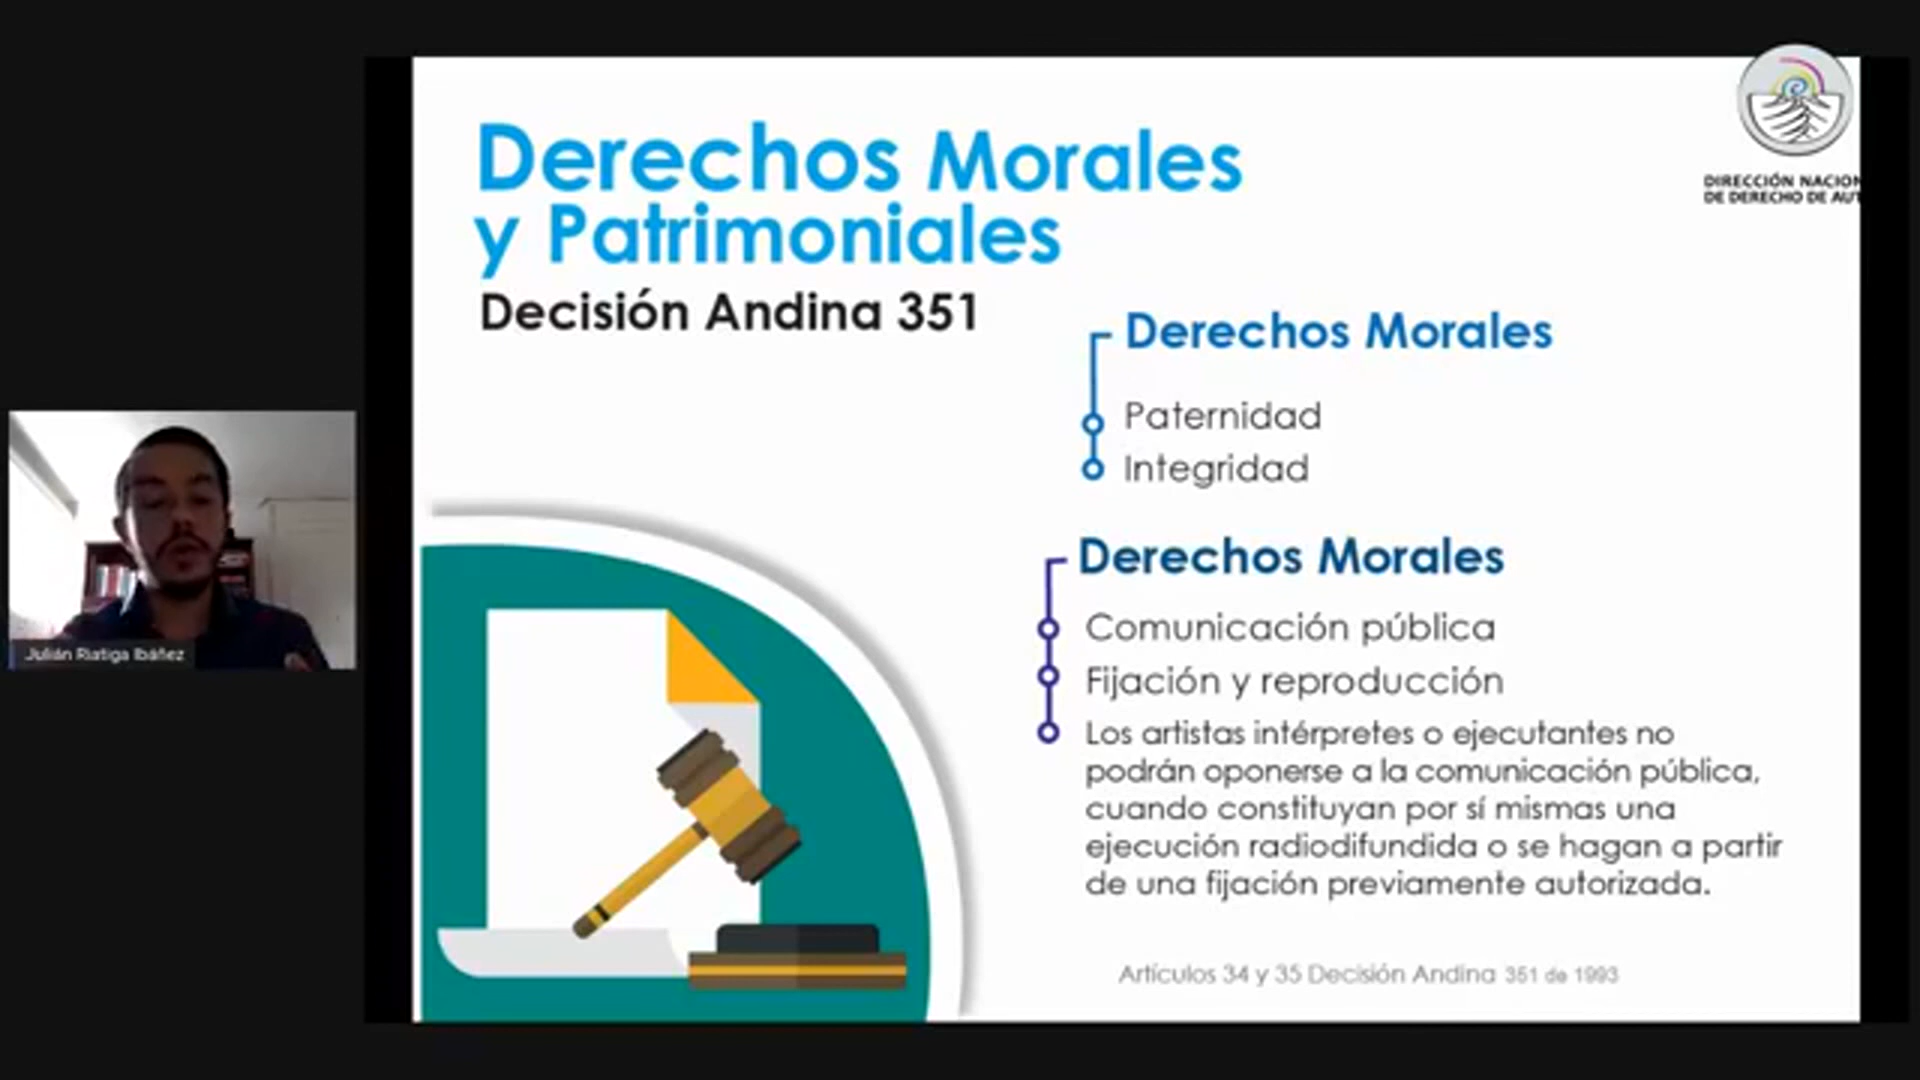 DIRECCIÓN NACION
DE DERECHO DE AUT
Derechos Morales
y Patrimoniales
Decisión Andina 351
Derechos Morales
Paternidad
Integridad
Derechos Morales
Comunicación pública
Fijación y reproducción
Los artistas intérpretes o ejecutantes no
podrán oponerse a la comunicación pública,
cuando constituyan por sí mismas una
ejecución radiodifundida o se hagan a partir
de una fijación previamente autorizada.
Artículos 34 y 35 Decisión Andina 351 de 1993
Julián Riatiga Ibáñez